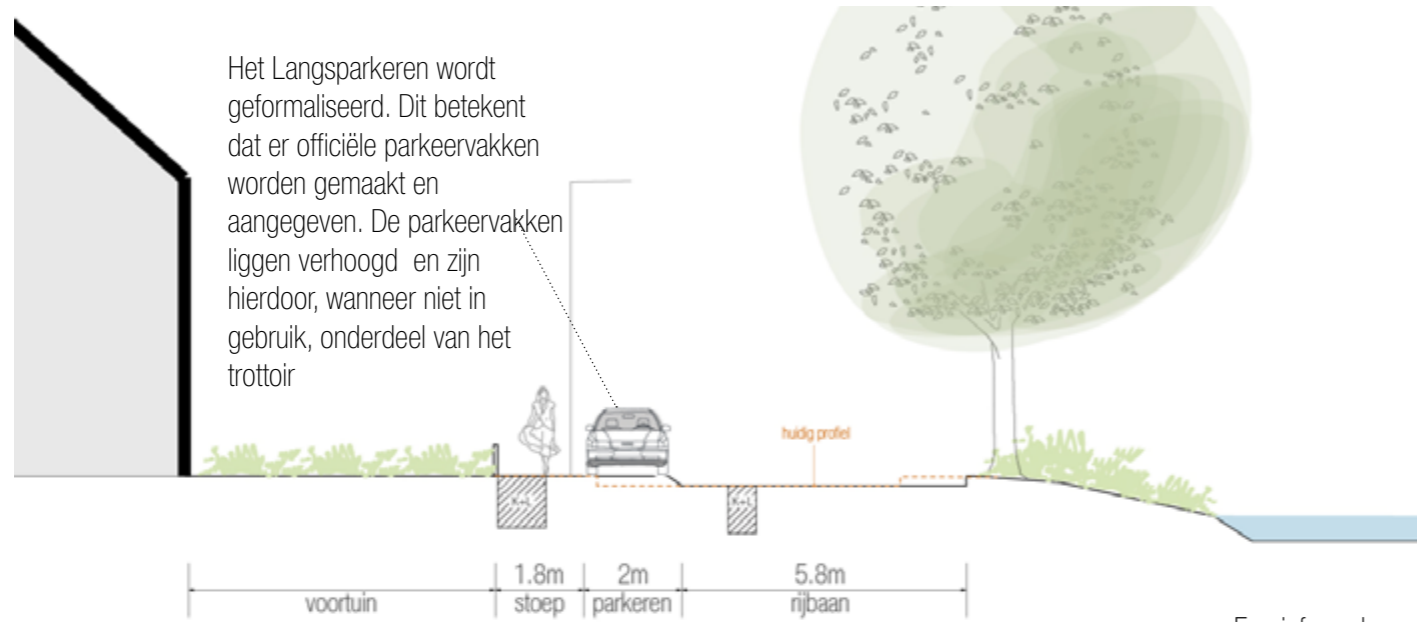 Het Langsparkeren wordt
geformaliseerd. Dit betekent
dat er officiële parkeervakken
worden gemaakt en
aangegeven. De parkeervakken
liggen verhoogd en zijn
hierdoor, wanneer niet in
gebruik, onderdeel van het
trottoir
huidig profiel
K+L
K+L
1.8m 2m 5.8m
voortuin stoep parkeren rijbaan